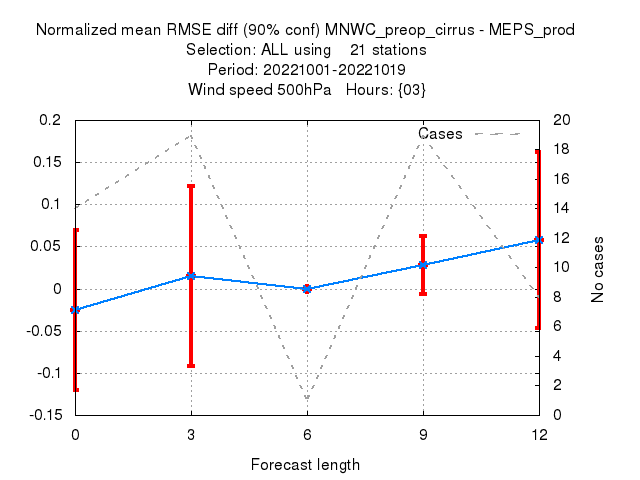 Normalized mean RMSE diff (90% conf) MNWC_preop_cirrus - MEPS_prod
Selection: ALL using 21 stations
Period: 20221001-20221019
Wind speed 500hPa Hours: {03}
Cases
0.2
0.15
0.1
0.05
0
-0.05
-0.1
-0.15
20
18
16
14
12
10
8
6
4
2
0
No cases
0 3 6 9 12
Forecast length